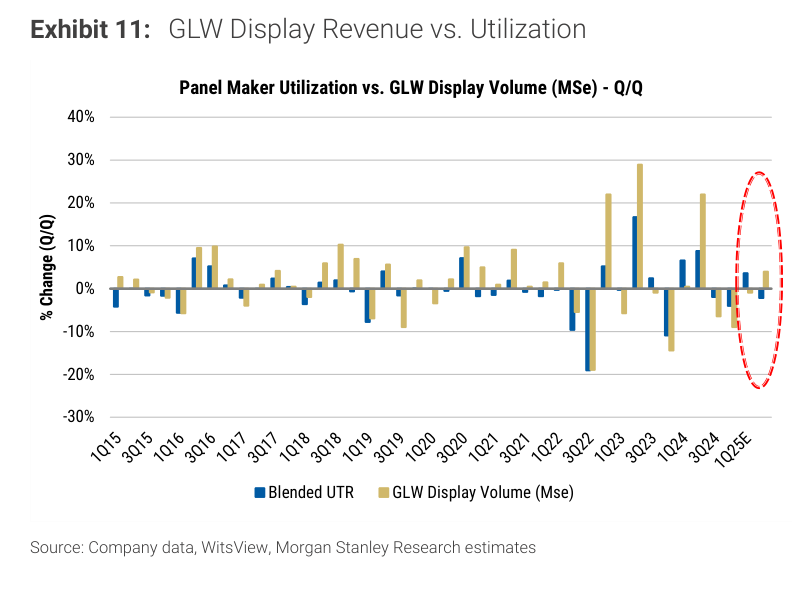 Exhibit 11: GLW Display Revenue vs. Utilization
Panel Maker Utilization vs. GLW Display Volume (MSe) - Q/Q
40%
30%
20%
10%
0%
-10%
-20%
-30%
% Change (Q/Q)
1Q15
3Q15
1Q16
3Q16
1Q17
3Q17
1Q18
3Q18
1Q19
3Q19
1Q20
3Q20
1Q21
3Q21
1Q22
3Q22
1Q23
3Q23
1Q24
3Q24
1Q25E
Blended UTR
GLW Display Volume (Mse)
Source: Company data, WitsView, Morgan Stanley Research estimates